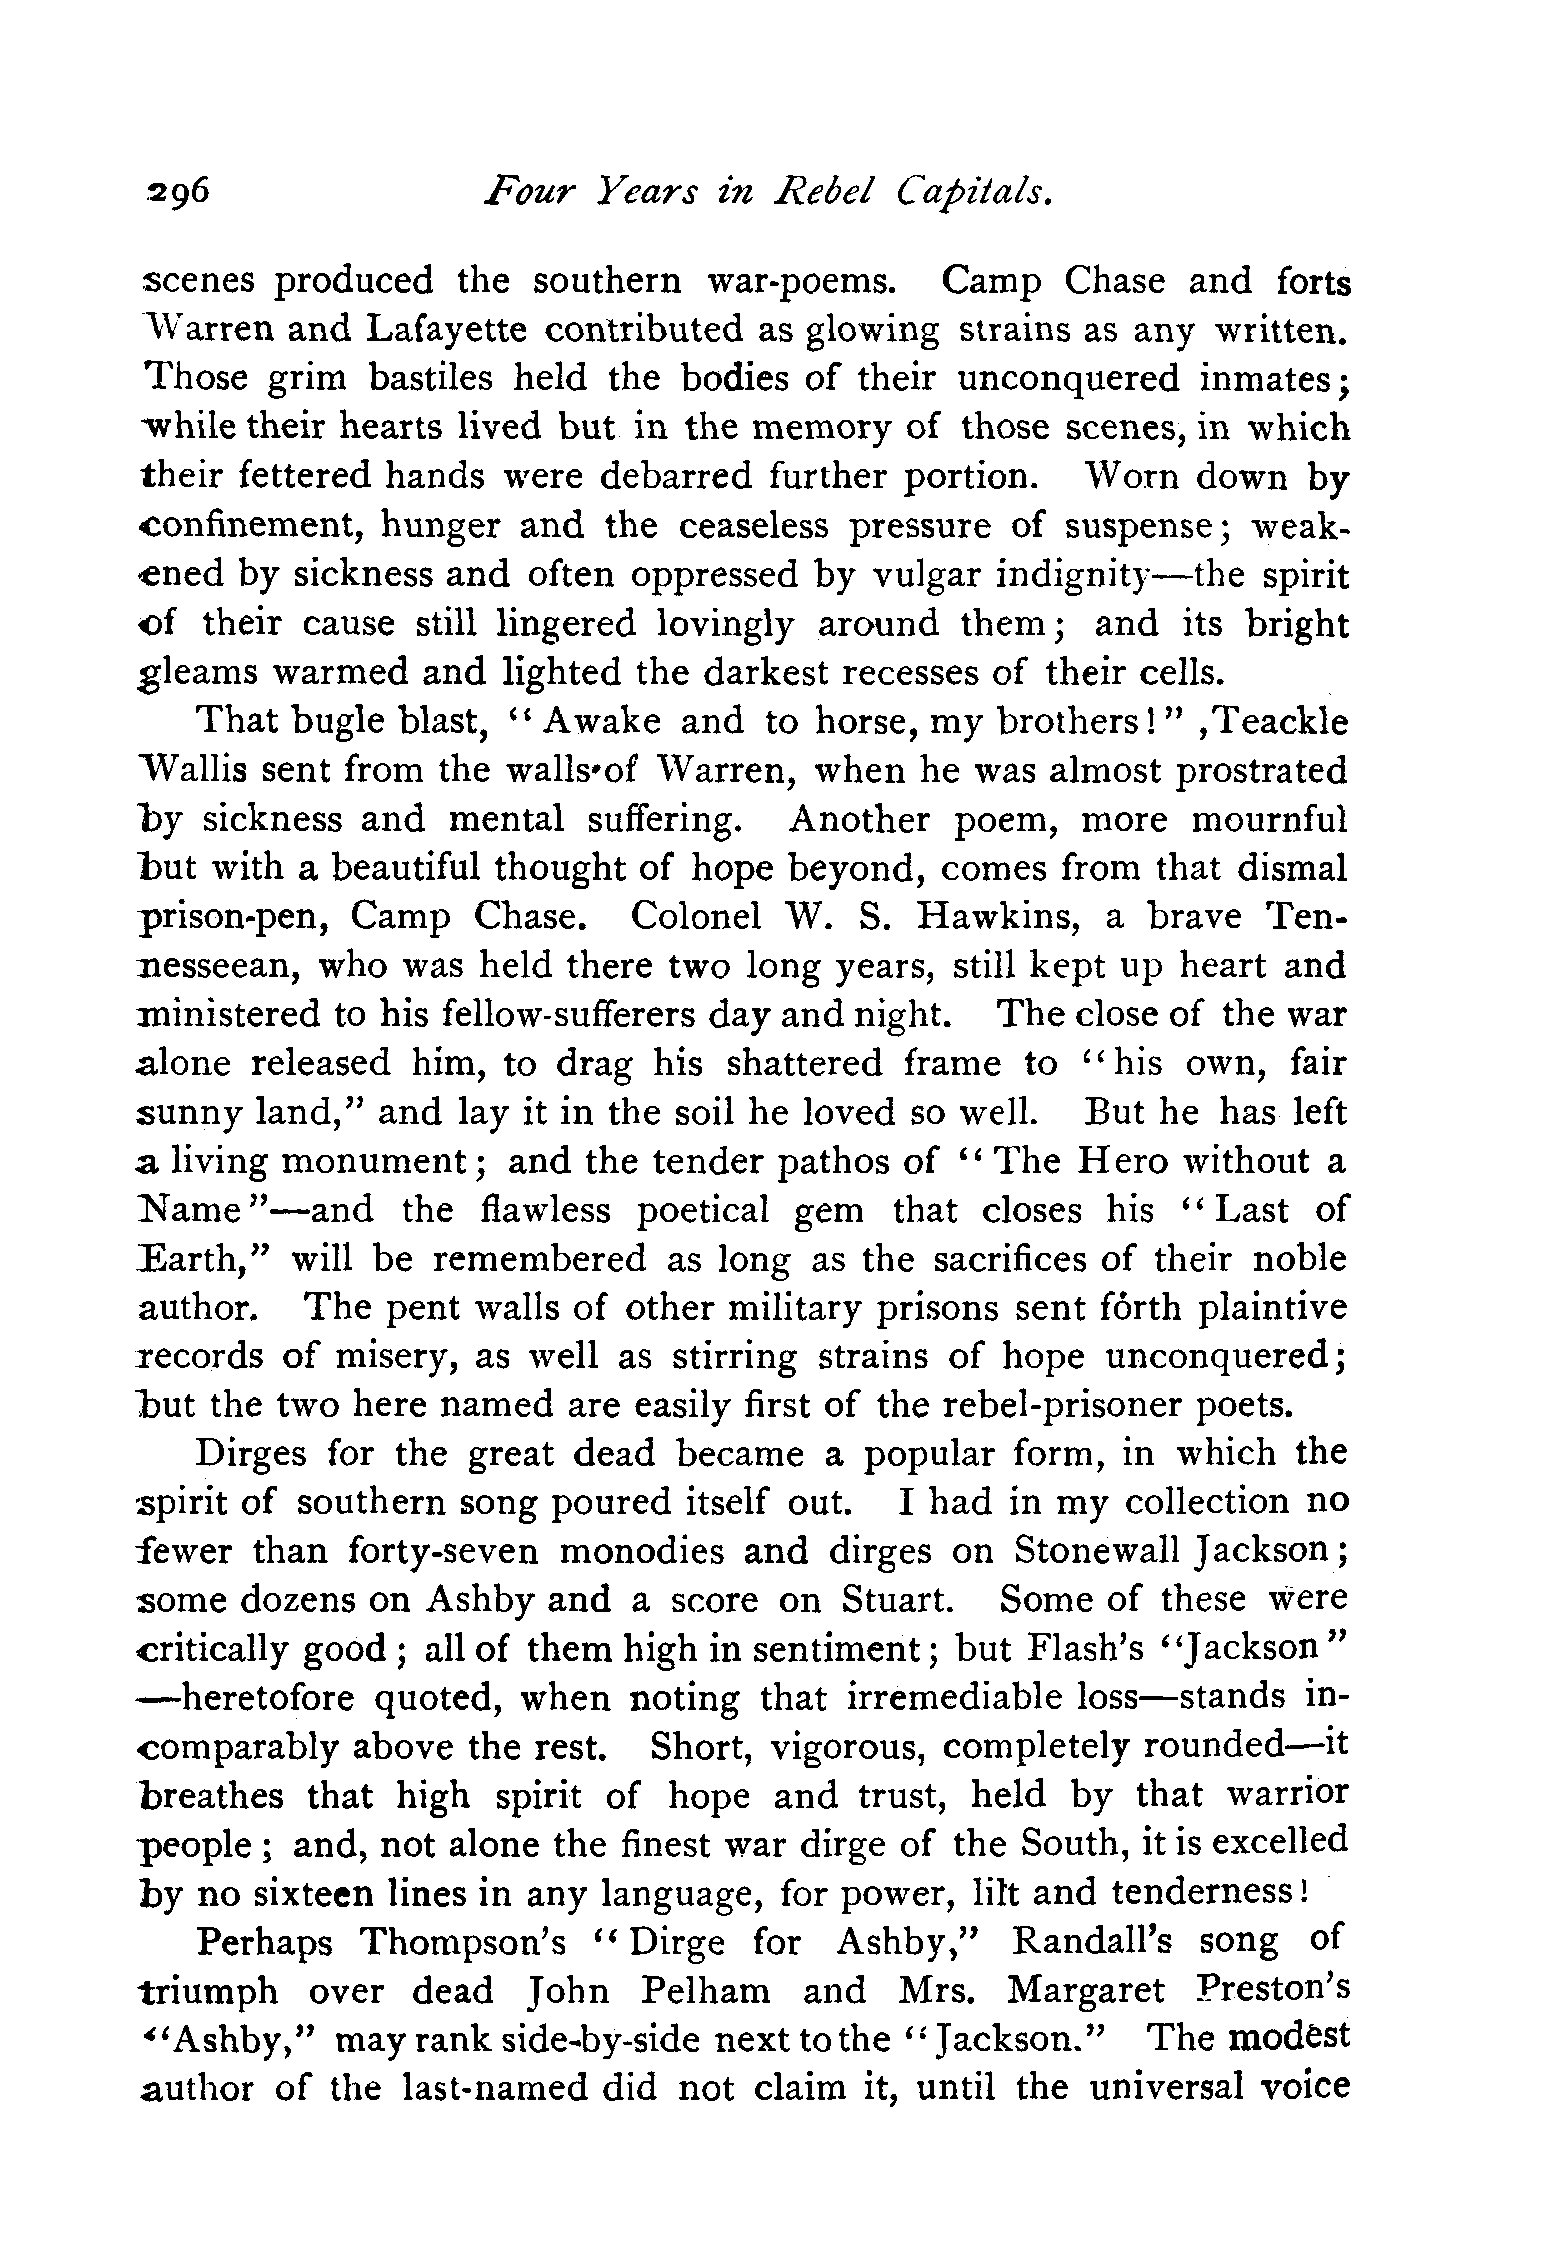 296 Four Years in Rebel Capitals.
scenes produced the southern war-poems. Camp Chase and forts
Warren and Lafayette contributed as glowing strains as any written.
Those grim bastiles held the bodies of their unconquered inmates;
while their hearts lived but in the memory of those scenes, in which
their fettered hands were debarred further portion. Worn down by
confinement, hunger and the ceaseless pressure of suspense; weak-
ened by sickness and often oppressed by vulgar indignity—the spirit
of their cause still lingered lovingly around them; and its bright
gleams warmed and lighted the darkest recesses of their cells.
That bugle blast, "Awake and to horse, my brothers!" ,Teackle
Wallis sent from the walls of Warren, when he was almost prostrated
by sickness and mental suffering. Another poem, more mournful
but with a beautiful thought of hope beyond, comes from that dismal
prison-pen, Camp Chase. Colonel W. S. Hawkins, a brave Ten-
nesseean, who was held there two long years, still kept up heart and
ministered to his fellow-sufferers day and night. The close of the war
alone released him, to drag his shattered frame to "his own, fair
sunny land," and lay it in the soil he loved so well. But he has left
a living monument; and the tender pathos of "The Hero without a
Name"—and the flawless poetical gem that closes his "Last of
Earth," will be remembered as long as the sacrifices of their noble
author. The pent walls of other military prisons sent forth plaintive
records of misery, as well as stirring strains of hope unconquered;
but the two here named are easily first of the rebel-prisoner poets.
Dirges for the great dead became a popular form, in which the
spirit of southern song poured itself out. I had in my collection no
fewer than forty-seven monodies and dirges on Stonewall Jackson;
some dozens on Ashby and a score on Stuart. Some of these were
critically good; all of them high in sentiment; but Flash's "Jackson"
—heretofore quoted, when noting that irremediable loss—stands in-
comparably above the rest. Short, vigorous, completely rounded—it
breathes that high spirit of hope and trust, held by that warrior
people; and, not alone the finest war dirge of the South, it is excelled
by no sixteen lines in any language, for power, lilt and tenderness!
Perhaps Thompson's "Dirge for Ashby," Randall's song of
triumph over dead John Pelham and Mrs. Margaret Preston's
"Ashby," may rank side-by-side next to the "Jackson." The modest
author of the last-named did not claim it, until the universal voice